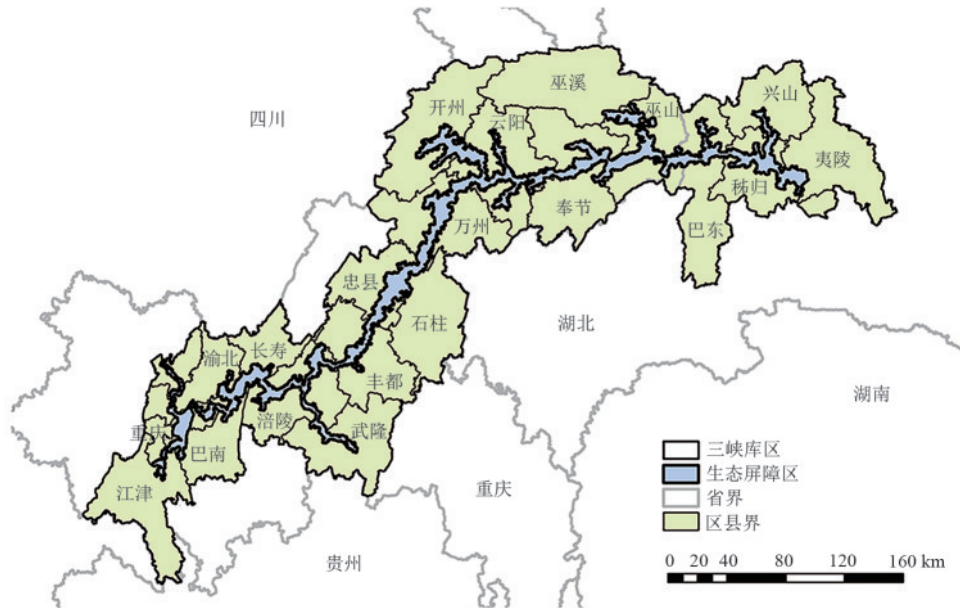 四川
开州
云阳
巫溪
巫山
兴山
夷陵
秭归
巴东
奉节
万州
忠县
石柱
湖北
湖南
渝北
长寿
丰都
涪陵
武隆
重庆
巴南
江津
重庆
贵州
三峡库区
生态屏障区
省界
区县界
0 20 40 80 120 160 km